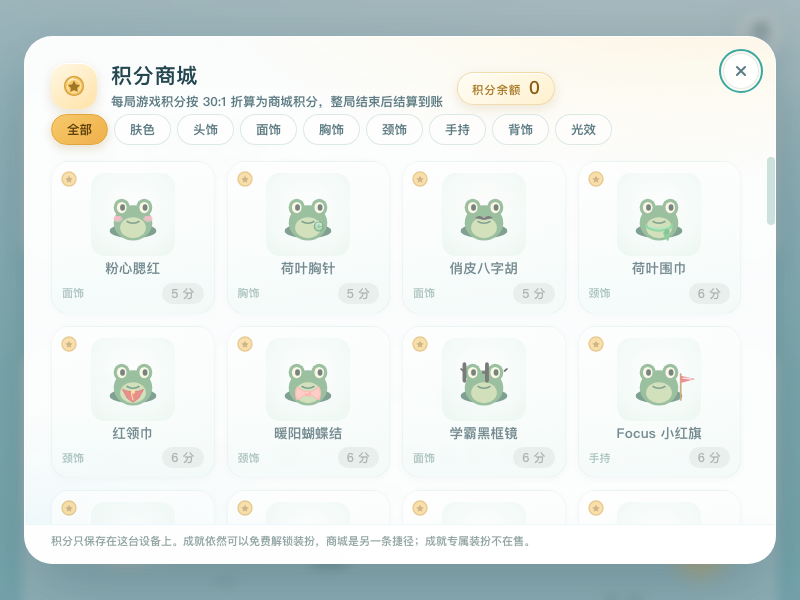 积分商城
每局游戏积分按 30:1 折算为商城积分，整局结束后结算到账
积分余额 0
全部 肤色 头饰 面饰 胸饰 颈饰 手持 背饰 光效
粉心腮红 荷叶胸针 俏皮八字胡 荷叶围巾
面饰 5 分 胸饰 5 分 面饰 5 分 颈饰 6 分
红领巾 暖阳蝴蝶结 学霸黑框镜 Focus 小红旗
颈饰 6 分 颈饰 6 分 面饰 6 分 手持 6 分
积分只保存在这台设备上。成就依然可以免费解锁装扮，商城是另一条捷径；成就专属装扮不在售。